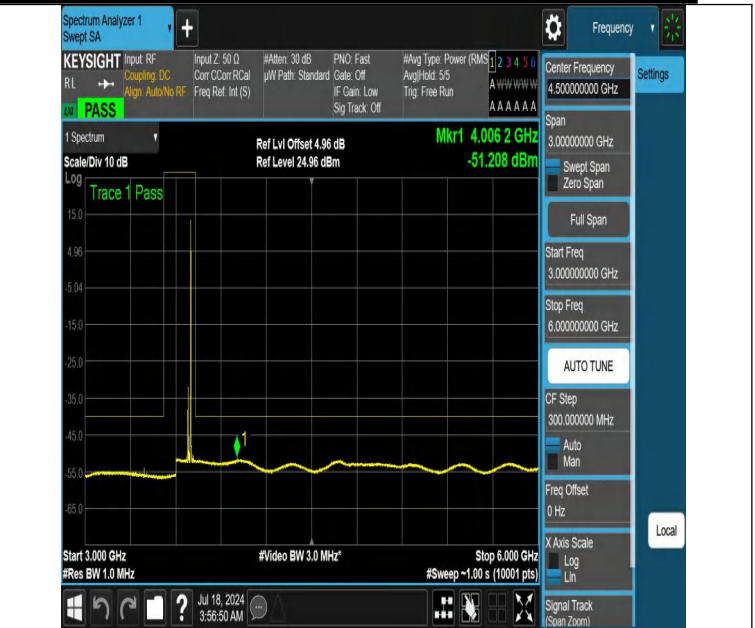 Spectrum Analyzer 1
Swept SA
+
Frequency
KEYSIGHT
RL
PASS
Input: RF
Coupling: DC
Align: Auto/No RF
Input Z: 50 Ω
Corr CCorr RCal
Freq Ref: Int (S)
#Atten: 30 dB
µW Path: Standard
PNO: Fast
Gate: Off
IF Gain: Low
Sig Track: Off
#Avg Type: Power (RMS
Avg|Hold: 5/5
Trig: Free Run
1 2 3 4 5 6
A W W W W W
A A A A A A
1 Spectrum
Scale/Div 10 dB
Ref Lvl Offset 4.96 dB
Ref Level 24.96 dBm
Mkr1 4.006 2 GHz
-51.208 dBm
Log
Trace 1 Pass
15.0
4.96
-5.04
-15.0
-25.0
-35.0
-45.0
-55.0
-65.0
1
Start 3.000 GHz
#Res BW 1.0 MHz
#Video BW 3.0 MHz*
Stop 6.000 GHz
#Sweep ~1.00 s (10001 pts)
?
Jul 18, 2024
3:56:50 AM
Center Frequency
4.500000000 GHz
Settings
Span
3.00000000 GHz
Swept Span
Zero Span
Full Span
Start Freq
3.000000000 GHz
Stop Freq
6.000000000 GHz
AUTO TUNE
CF Step
300.000000 MHz
Auto
Man
Freq Offset
0 Hz
Local
X Axis Scale
Log
Lin
Signal Track
(Span Zoom)